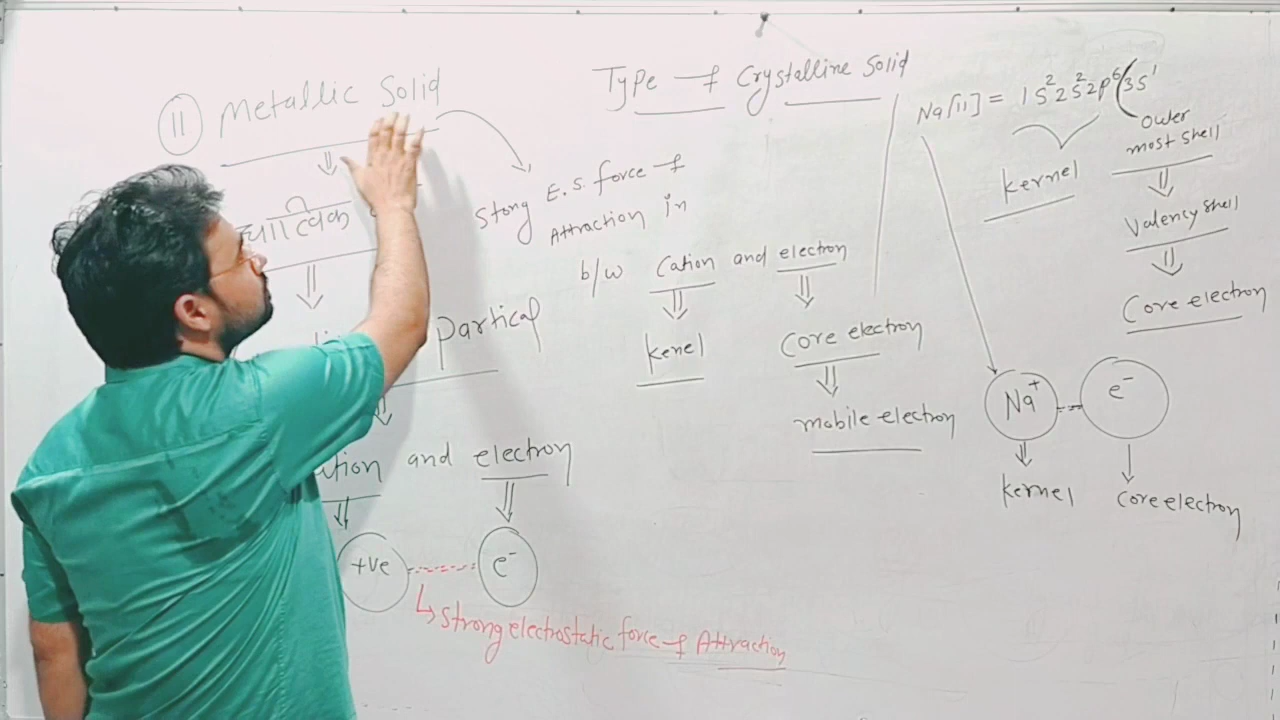 Type of Crystalline Solid
(II) Metallic Solid
Stong E.S. force of
Attraction in
b/w Cation and electron
kenel
Core electron
mobile electron
Partical
and electron
+ve e⁻
Strong electrostatic force of Attraction
Na[11] = 1S² 2S² 2P⁶ (3S¹
kernel
outer
most shell
Valency shell
Core electron
Na⁺ e⁻
kernel
core electron